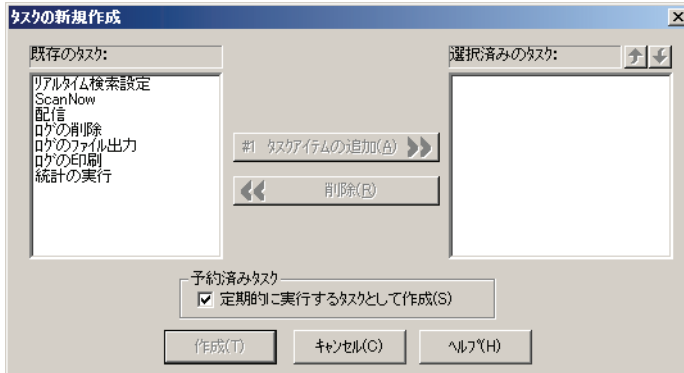 タスクの新規作成
既存のタスク:
選択済みのタスク:
リアルタイム検索設定
ScanNow
配信
ログの削除
ログのファイル出力
ログの印刷
統計の実行
#1 タスクアイテムの追加(A)
削除(R)
予約済みタスク
定期的に実行するタスクとして作成(S)
作成(T)
キャンセル(C)
ヘルプ(H)